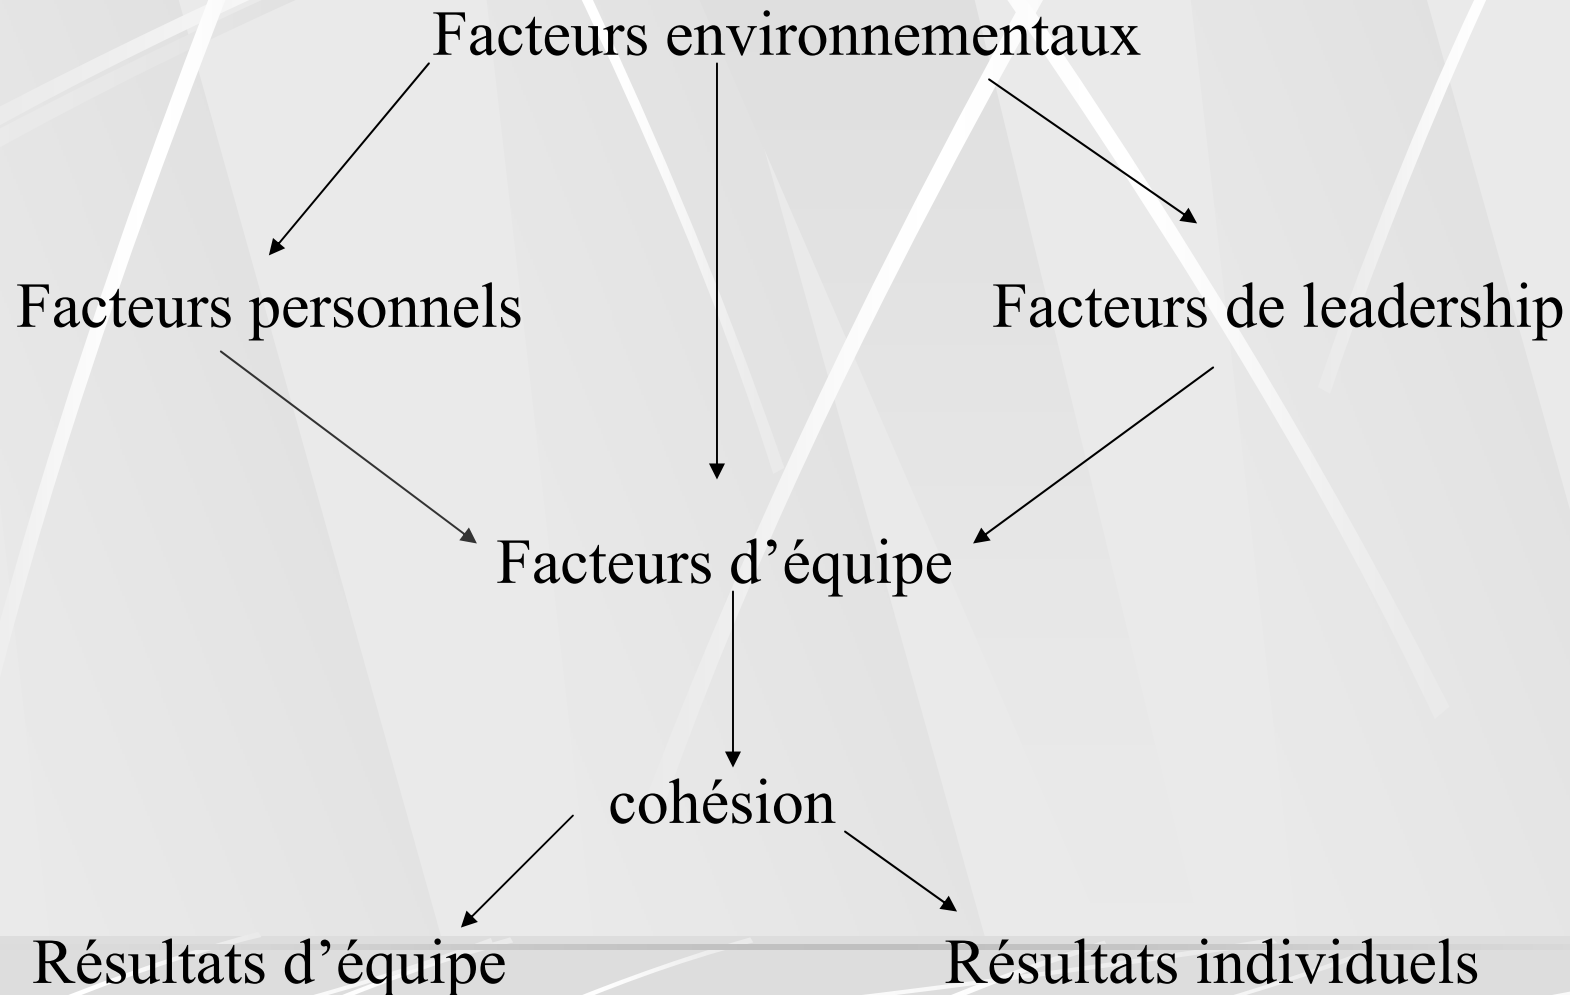 Facteurs environnementaux
Facteurs personnels
Facteurs de leadership
Facteurs d’équipe
cohésion
Résultats d’équipe
Résultats individuels